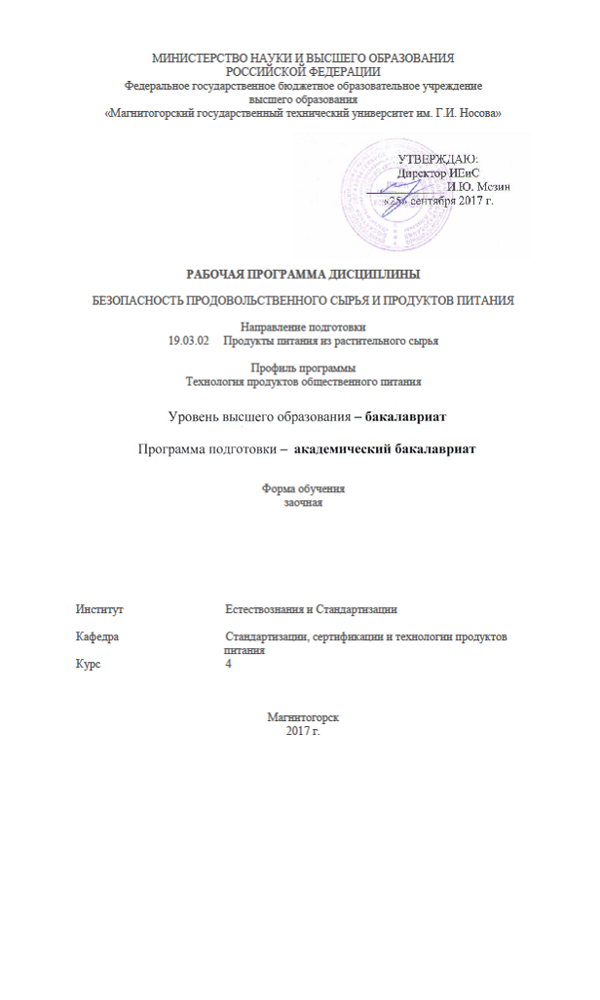 МИНИСТЕРСТВО НАУКИ И ВЫСШЕГО ОБРАЗОВАНИЯ
РОССИЙСКОЙ ФЕДЕРАЦИИ
Федеральное государственное бюджетное образовательное учреждение
высшего образования
«Магнитогорский государственный технический университет им. Г.И. Носова»
УТВЕРЖДАЮ:
Директор ИЕиС
И.Ю. Мезин
«25» сентября 2017 г.
РАБОЧАЯ ПРОГРАММА ДИСЦИПЛИНЫ
БЕЗОПАСНОСТЬ ПРОДОВОЛЬСТВЕННОГО СЫРЬЯ И ПРОДУКТОВ ПИТАНИЯ
Направление подготовки
19.03.02 Продукты питания из растительного сырья
Профиль программы
Технология продуктов общественного питания
Уровень высшего образования – бакалавриат
Программа подготовки – академический бакалавриат
Форма обучения
заочная
Институт Естествознания и Стандартизации
Кафедра Стандартизации, сертификации и технологии продуктов
питания
Курс 4
Магнитогорск
2017 г.